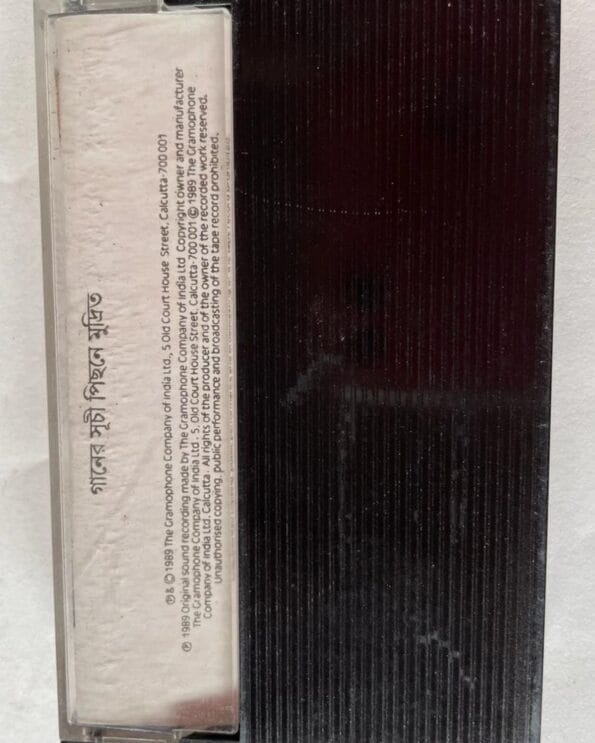 গানের সূচী পিছনে মুদ্রিত
℗ & © 1989 The Gramophone Company of India Ltd., 5 Old Court House Street, Calcutta-700 001
℗ 1989 Original sound recording made by The Gramophone Company of India Ltd Copyright owner and manufacturer
The Gramophone Company of India Ltd . 5, Old Court House Street, Calcutta-700 001 © 1989 The Gramophone
Company of India Ltd. Calcutta . All rights of the producer and of the owner of the recorded work reserved.
Unauthorised copying, public performance and broadcasting of the tape record prohibited.